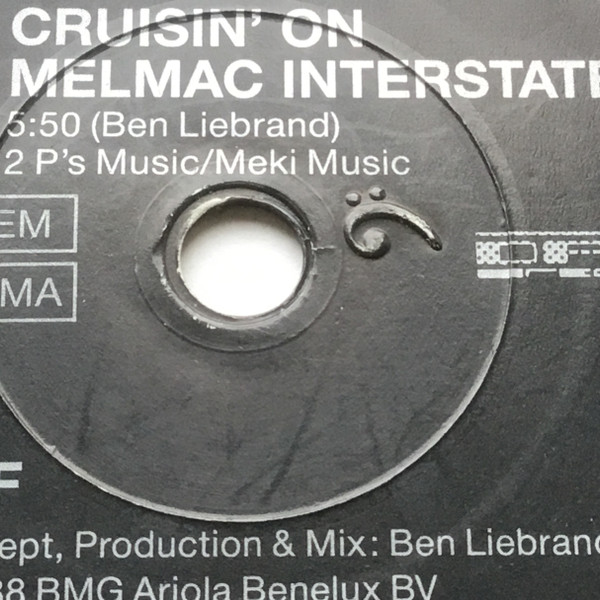 CRUISIN' ON
MELMAC INTERSTATE
5:50 (Ben Liebrand)
2 P's Music/Meki Music
EM
MA
F
ept, Production & Mix: Ben Liebrand
88 BMG Ariola Benelux BV